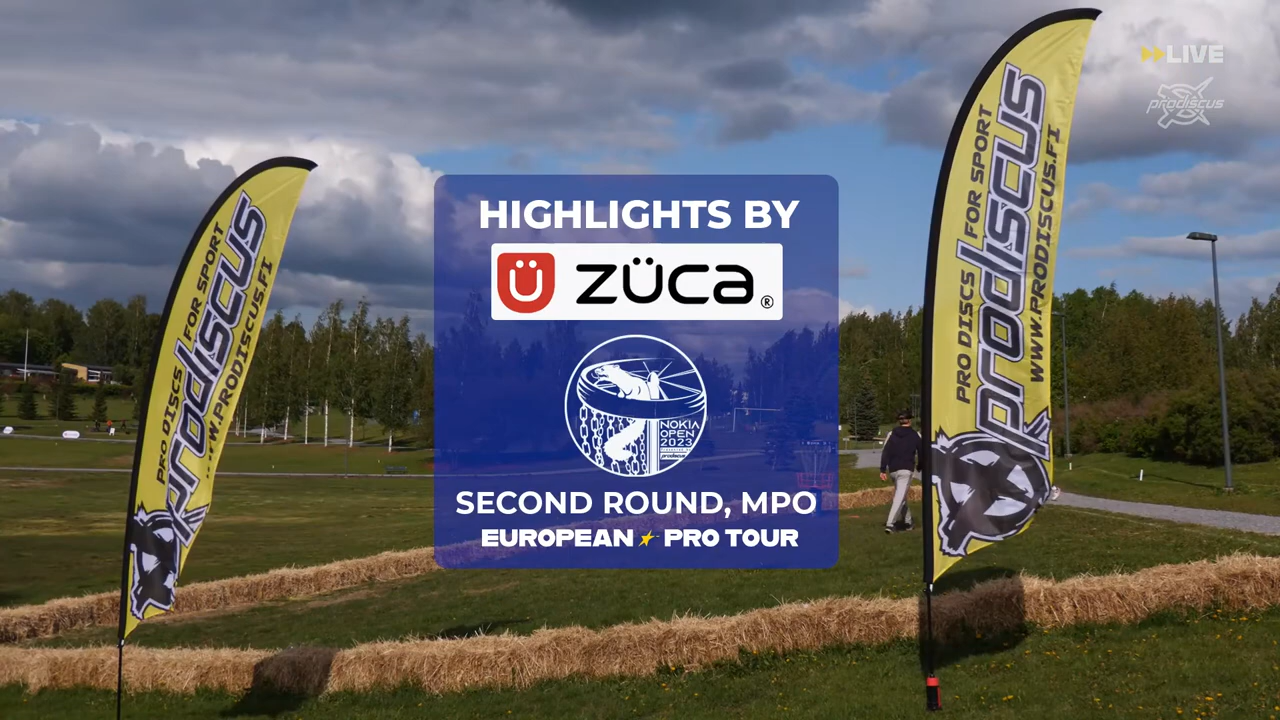 LIVE
prodiscus
HIGHLIGHTS BY
Ü ZÜCA®
NOKIA
OPEN
2023
prodiscus
SECOND ROUND, MPO
EUROPEAN PRO TOUR
PRO DISCS FOR SPORT
prodiscus
WWW.PRODISCUS.FI
PRO DISCS FOR SPORT
prodiscus
WWW.PRODISCUS.FI